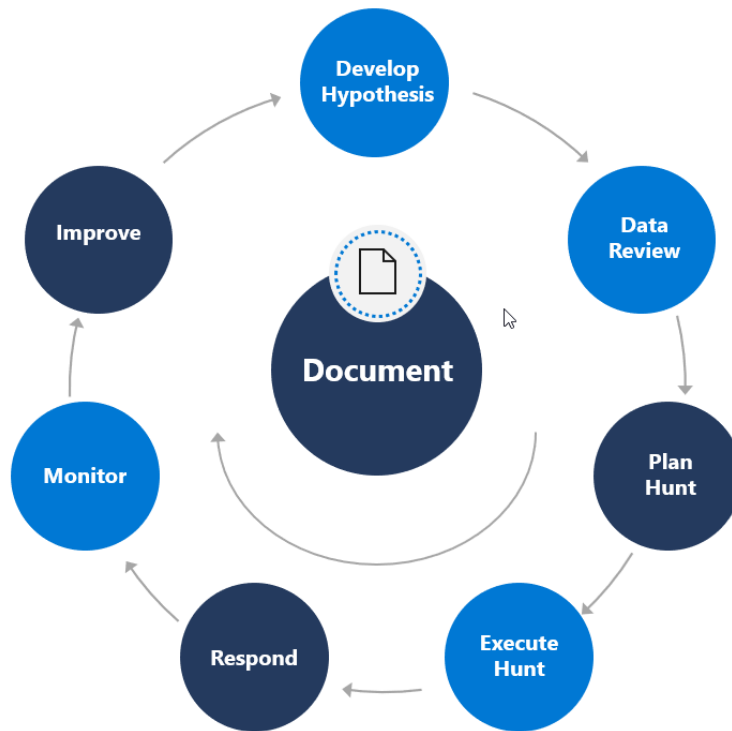 Develop
Hypothesis
Data
Review
Plan
Hunt
Execute
Hunt
Respond
Monitor
Improve
Document